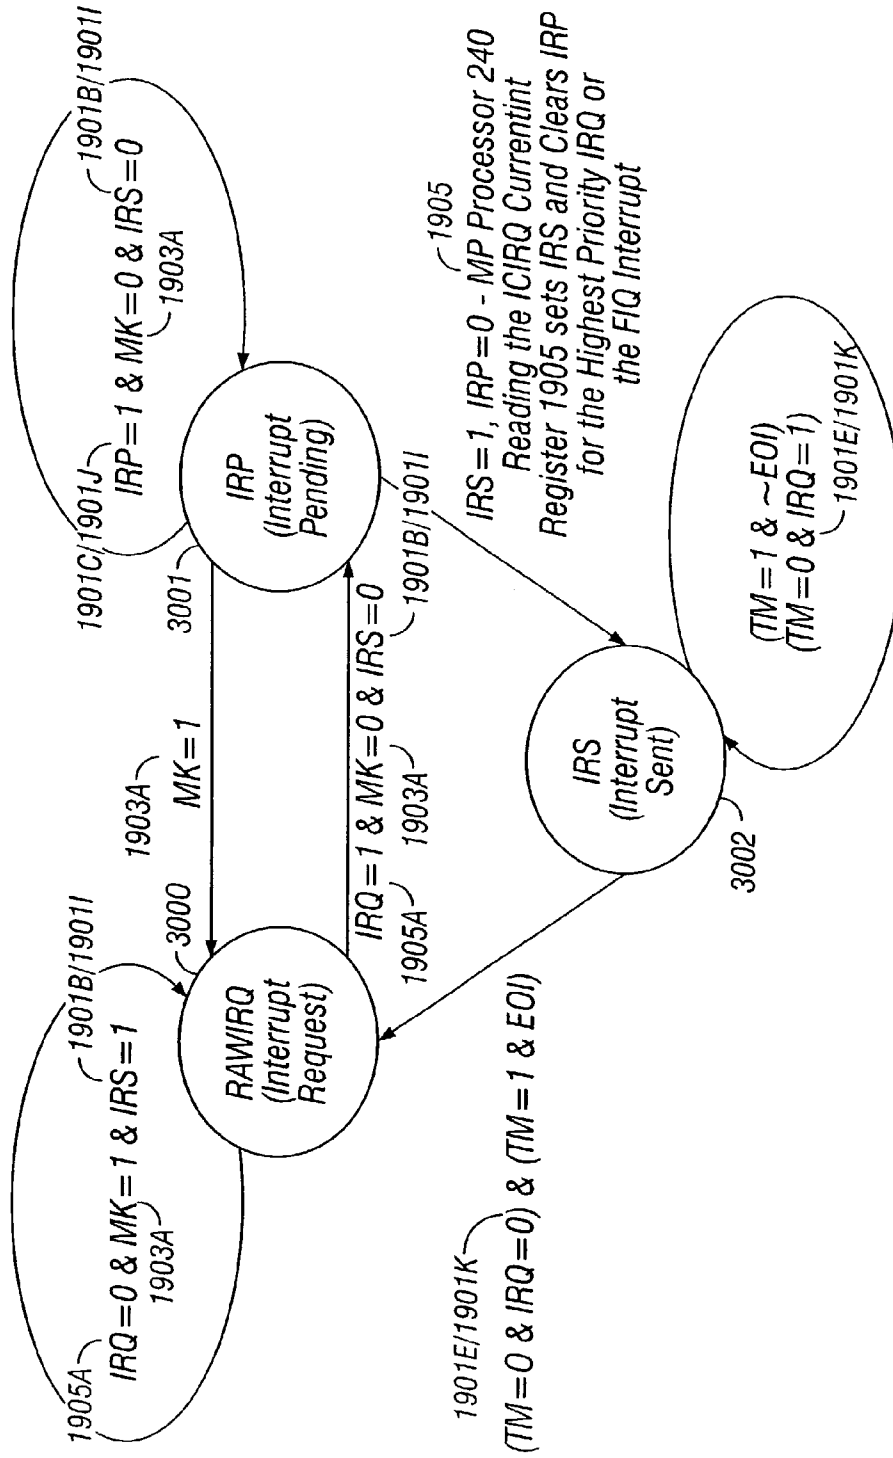 1905A
IRQ=0 & MK=1 & IRS=1
1903A
1901B/1901I
RAWIRQ
(Interrupt
Request)
3000
1903A
MK=1
IRQ=1 & MK=0 & IRS=0
1905A
1903A
1901B/1901I
1901C/1901J
IRP=1 & MK=0 & IRS=0
1903A
1901B/1901I
3001
IRP
(Interrupt
Pending)
1905
IRS=1, IRP=0 - MP Processor 240
Reading the ICIRQ Currentint
Register 1905 sets IRS and Clears IRP
for the Highest Priority IRQ or
the FIQ Interrupt
IRS
(Interrupt
Sent)
3002
(TM=1 & ~EOI)
(TM=0 & IRQ=1)
1901E/1901K
1901E/1901K
(TM=0 & IRQ=0) & (TM=1 & EOI)